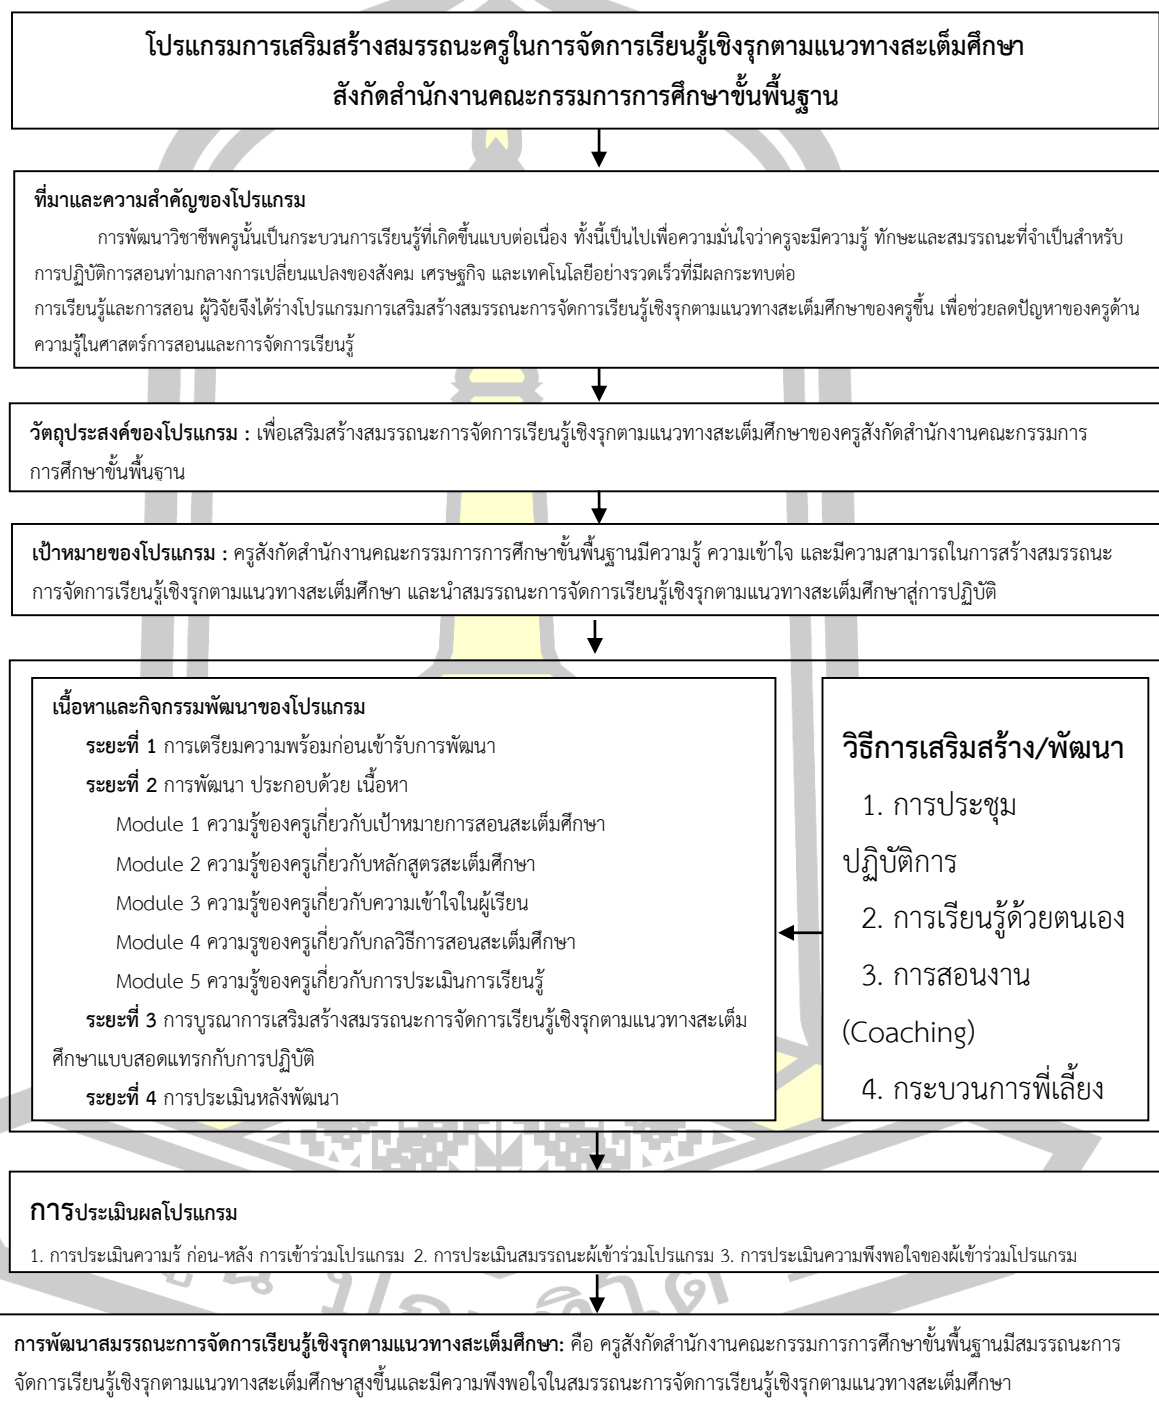 โปรแกรมการเสริมสร้างสมรรถนะครูในการจัดการเรียนรู้เชิงรุกตามแนวทางสะเต็มศึกษา
สังกัดสำนักงานคณะกรรมการการศึกษาขั้นพื้นฐาน
ที่มาและความสำคัญของโปรแกรม
การพัฒนาวิชาชีพครูนั้นเป็นกระบวนการเรียนรู้ที่เกิดขึ้นแบบต่อเนื่อง ทั้งนี้เป็นไปเพื่อความมั่นใจว่าครูจะมีความรู้ ทักษะและสมรรถนะที่จำเป็นสำหรับ
การปฏิบัติการสอนท่ามกลางการเปลี่ยนแปลงของสังคม เศรษฐกิจ และเทคโนโลยีอย่างรวดเร็วที่มีผลกระทบต่อ
การเรียนรู้และการสอน ผู้วิจัยจึงได้ร่างโปรแกรมการเสริมสร้างสมรรถนะการจัดการเรียนรู้เชิงรุกตามแนวทางสะเต็มศึกษาของครูขึ้น เพื่อช่วยลดปัญหาของครูด้าน
ความรู้ในศาสตร์การสอนและการจัดการเรียนรู้
วัตถุประสงค์ของโปรแกรม : เพื่อเสริมสร้างสมรรถนะการจัดการเรียนรู้เชิงรุกตามแนวทางสะเต็มศึกษาของครูสังกัดสำนักงานคณะกรรมการ
การศึกษาขั้นพื้นฐาน
เป้าหมายของโปรแกรม : ครูสังกัดสำนักงานคณะกรรมการการศึกษาขั้นพื้นฐานมีความรู้ ความเข้าใจ และมีความสามารถในการสร้างสมรรถนะ
การจัดการเรียนรู้เชิงรุกตามแนวทางสะเต็มศึกษา และนำสมรรถนะการจัดการเรียนรู้เชิงรุกตามแนวทางสะเต็มศึกษาสู่การปฏิบัติ
เนื้อหาและกิจกรรมพัฒนาของโปรแกรม
ระยะที่ 1 การเตรียมความพร้อมก่อนเข้ารับการพัฒนา
ระยะที่ 2 การพัฒนา ประกอบด้วย เนื้อหา
Module 1 ความรู้ของครูเกี่ยวกับเป้าหมายการสอนสะเต็มศึกษา
Module 2 ความรู้ของครูเกี่ยวกับหลักสูตรสะเต็มศึกษา
Module 3 ความรู้ของครูเกี่ยวกับความเข้าใจในผู้เรียน
Module 4 ความรูของครูเกี่ยวกับกลวิธีการสอนสะเต็มศึกษา
Module 5 ความรู้ของครูเกี่ยวกับการประเมินการเรียนรู้
ระยะที่ 3 การบูรณาการเสริมสร้างสมรรถนะการจัดการเรียนรู้เชิงรุกตามแนวทางสะเต็ม
ศึกษาแบบสอดแทรกกับการปฏิบัติ
ระยะที่ 4 การประเมินหลังพัฒนา
วิธีการเสริมสร้าง/พัฒนา
1. การประชุม
ปฏิบัติการ
2. การเรียนรู้ด้วยตนเอง
3. การสอนงาน
(Coaching)
4. กระบวนการพี่เลี้ยง
การประเมินผลโปรแกรม
1. การประเมินความรู้ ก่อน-หลัง การเข้าร่วมโปรแกรม 2. การประเมินสมรรถนะผู้เข้าร่วมโปรแกรม 3. การประเมินความพึงพอใจของผู้เข้าร่วมโปรแกรม
การพัฒนาสมรรถนะการจัดการเรียนรู้เชิงรุกตามแนวทางสะเต็มศึกษา: คือ ครูสังกัดสำนักงานคณะกรรมการการศึกษาขั้นพื้นฐานมีสมรรถนะการ
จัดการเรียนรู้เชิงรุกตามแนวทางสะเต็มศึกษาสูงขึ้นและมีความพึงพอใจในสมรรถนะการจัดการเรียนรู้เชิงรุกตามแนวทางสะเต็มศึกษา